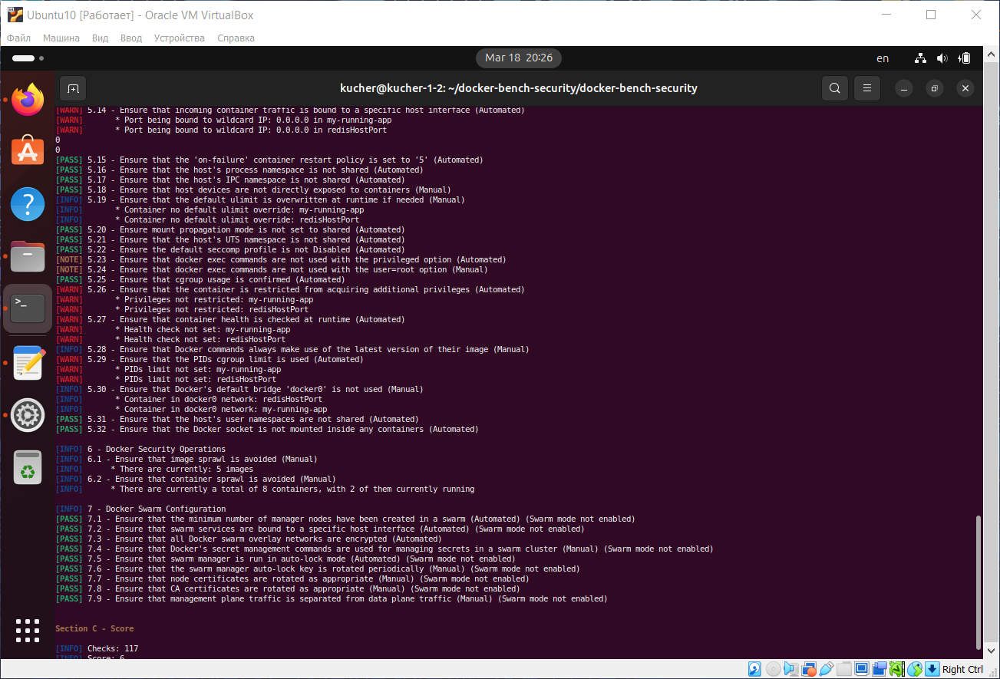 Ubuntu10 [Работает] - Oracle VM VirtualBox
Файл Машина Вид Ввод Устройства Справка
Mar 18 20:26
en
kucher@kucher-1-2: ~/docker-bench-security/docker-bench-security
[WARN] 5.14 - Ensure that incoming container traffic is bound to a specific host interface (Automated)
[WARN] * Port being bound to wildcard IP: 0.0.0.0 in my-running-app
[WARN] * Port being bound to wildcard IP: 0.0.0.0 in redisHostPort
0
0
[PASS] 5.15 - Ensure that the 'on-failure' container restart policy is set to '5' (Automated)
[PASS] 5.16 - Ensure that the host's process namespace is not shared (Automated)
[PASS] 5.17 - Ensure that the host's IPC namespace is not shared (Automated)
[PASS] 5.18 - Ensure that host devices are not directly exposed to containers (Manual)
[INFO] 5.19 - Ensure that the default ulimit is overwritten at runtime if needed (Manual)
[INFO] * Container no default ulimit override: my-running-app
[INFO] * Container no default ulimit override: redisHostPort
[PASS] 5.20 - Ensure mount propagation mode is not set to shared (Automated)
[PASS] 5.21 - Ensure that the host's UTS namespace is not shared (Automated)
[PASS] 5.22 - Ensure the default seccomp profile is not Disabled (Automated)
[NOTE] 5.23 - Ensure that docker exec commands are not used with the privileged option (Automated)
[NOTE] 5.24 - Ensure that docker exec commands are not used with the user=root option (Manual)
[PASS] 5.25 - Ensure that cgroup usage is confirmed (Automated)
[WARN] 5.26 - Ensure that the container is restricted from acquiring additional privileges (Automated)
[WARN] * Privileges not restricted: my-running-app
[WARN] * Privileges not restricted: redisHostPort
[WARN] 5.27 - Ensure that container health is checked at runtime (Automated)
[WARN] * Health check not set: my-running-app
[WARN] * Health check not set: redisHostPort
[INFO] 5.28 - Ensure that Docker commands always make use of the latest version of their image (Manual)
[WARN] 5.29 - Ensure that the PIDs cgroup limit is used (Automated)
[WARN] * PIDs limit not set: my-running-app
[WARN] * PIDs limit not set: redisHostPort
[INFO] 5.30 - Ensure that Docker's default bridge 'docker0' is not used (Manual)
[INFO] * Container in docker0 network: redisHostPort
[INFO] * Container in docker0 network: my-running-app
[PASS] 5.31 - Ensure that the host's user namespaces are not shared (Automated)
[PASS] 5.32 - Ensure that the Docker socket is not mounted inside any containers (Automated)
[INFO] 6 - Docker Security Operations
[INFO] 6.1 - Ensure that image sprawl is avoided (Manual)
[INFO] * There are currently: 5 images
[INFO] 6.2 - Ensure that container sprawl is avoided (Manual)
[INFO] * There are currently a total of 8 containers, with 2 of them currently running
[INFO] 7 - Docker Swarm Configuration
[PASS] 7.1 - Ensure that the minimum number of manager nodes have been created in a swarm (Automated) (Swarm mode not enabled)
[PASS] 7.2 - Ensure that swarm services are bound to a specific host interface (Automated) (Swarm mode not enabled)
[PASS] 7.3 - Ensure that all Docker swarm overlay networks are encrypted (Automated)
[PASS] 7.4 - Ensure that Docker's secret management commands are used for managing secrets in a swarm cluster (Manual) (Swarm mode not enabled)
[PASS] 7.5 - Ensure that swarm manager is run in auto-lock mode (Automated) (Swarm mode not enabled)
[PASS] 7.6 - Ensure that the swarm manager auto-lock key is rotated periodically (Manual) (Swarm mode not enabled)
[PASS] 7.7 - Ensure that node certificates are rotated as appropriate (Manual) (Swarm mode not enabled)
[PASS] 7.8 - Ensure that CA certificates are rotated as appropriate (Manual) (Swarm mode not enabled)
[PASS] 7.9 - Ensure that management plane traffic is separated from data plane traffic (Manual) (Swarm mode not enabled)
Section C - Score
[INFO] Checks: 117
[INFO] Score: 6
Right Ctrl